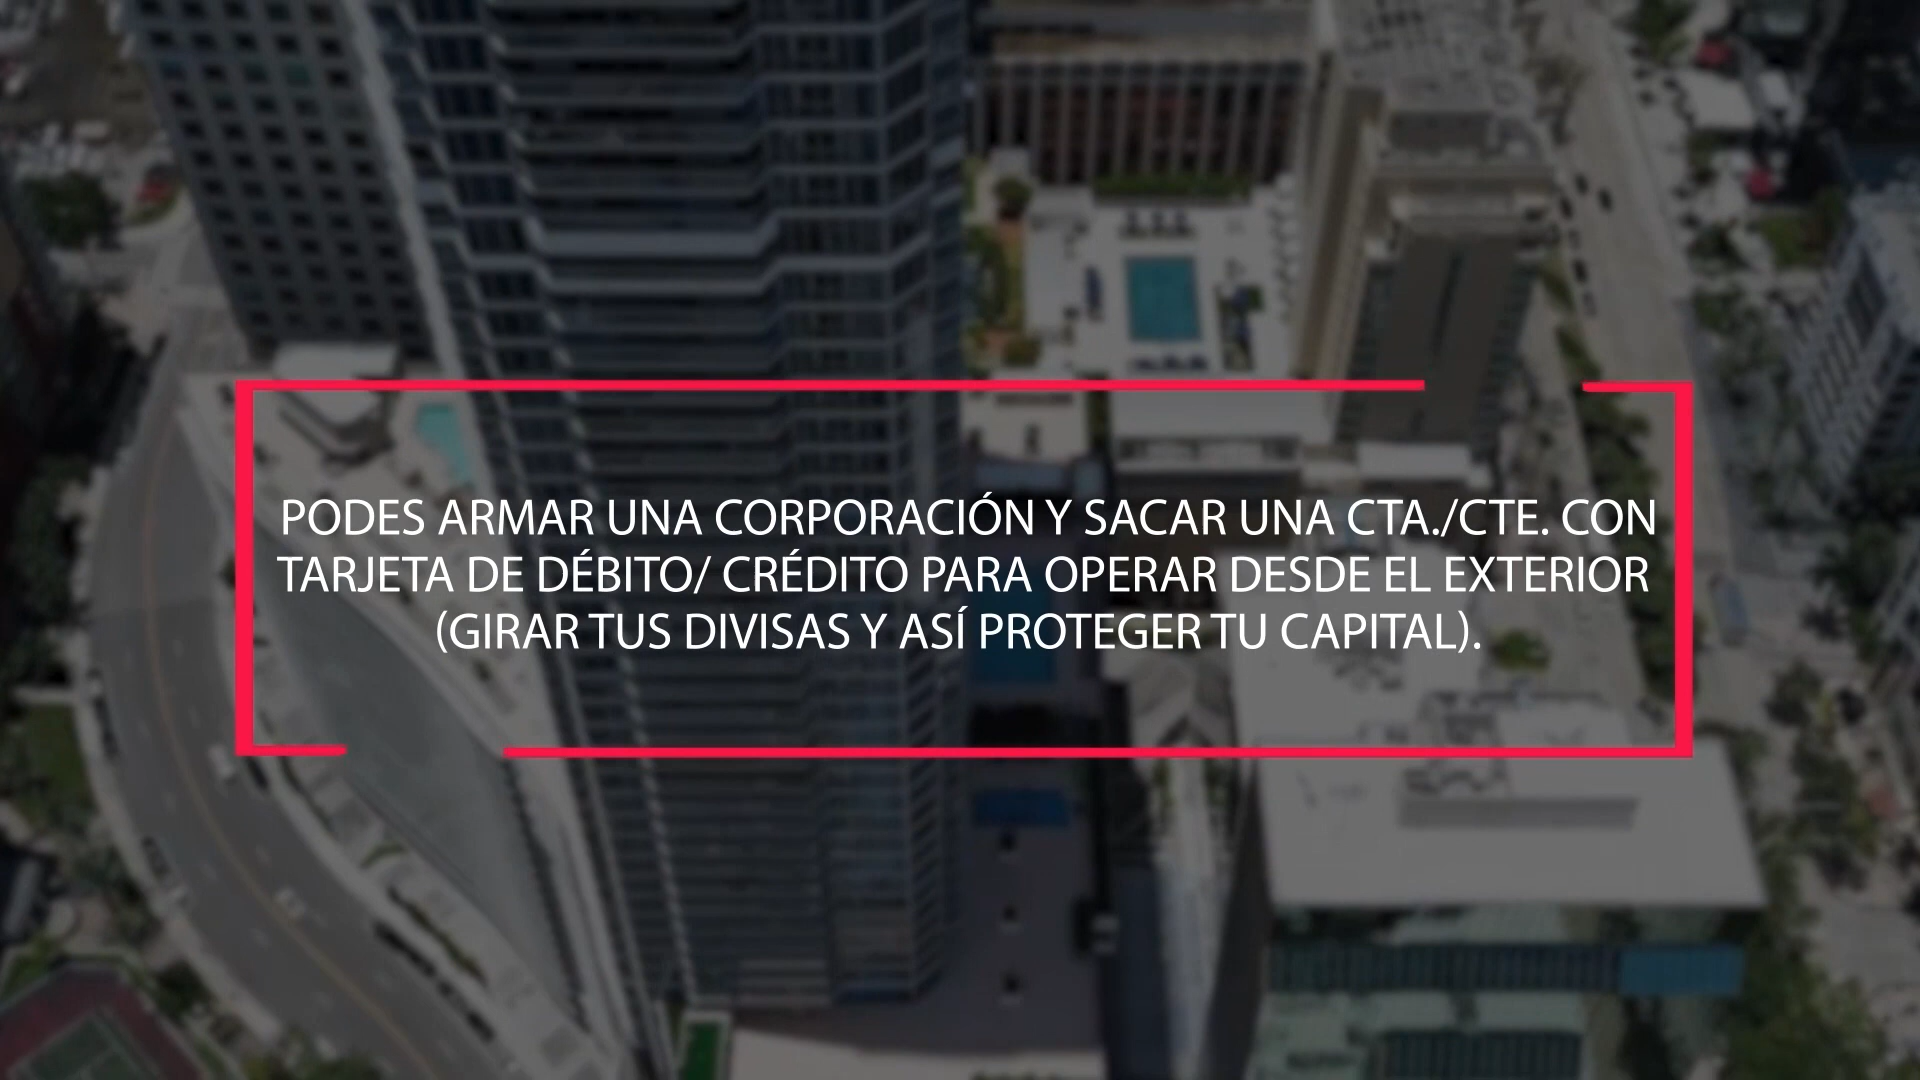 PODES ARMAR UNA CORPORACIÓN Y SACAR UNA CTA./CTE. CON
TARJETA DE DÉBITO/ CRÉDITO PARA OPERAR DESDE EL EXTERIOR
(GIRAR TUS DIVISAS Y ASÍ PROTEGER TU CAPITAL).